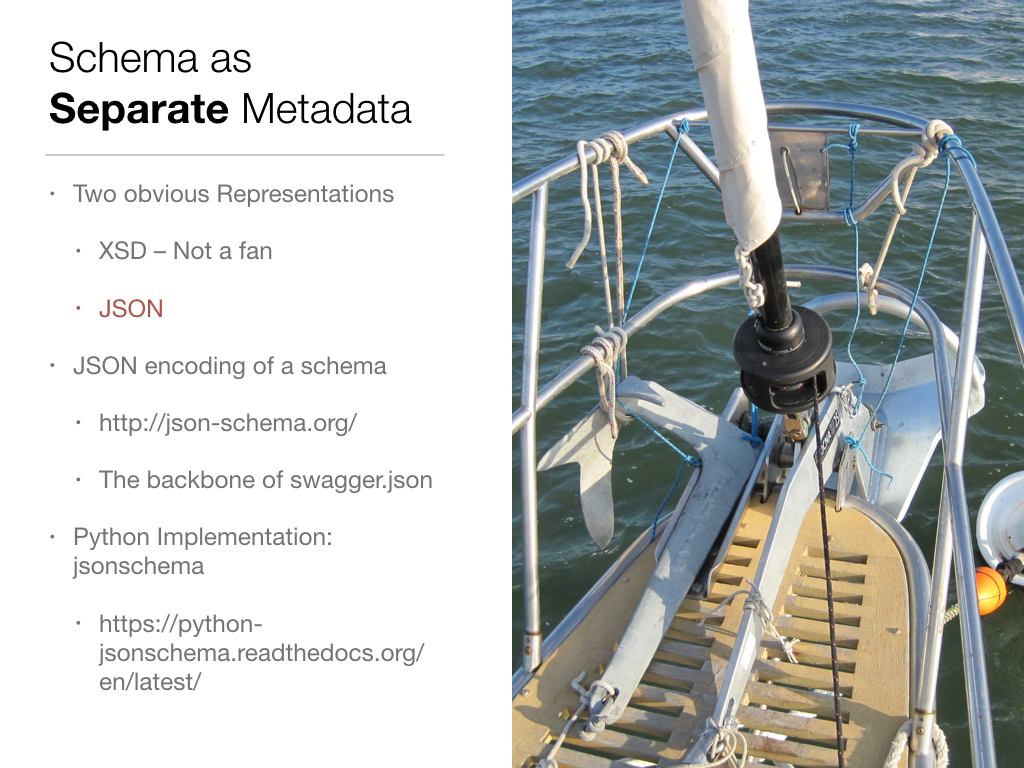 Schema as
Separate Metadata
• Two obvious Representations
• XSD – Not a fan
• JSON
• JSON encoding of a schema
• http://json-schema.org/
• The backbone of swagger.json
• Python Implementation:
jsonschema
• https://python-
jsonschema.readthedocs.org/
en/latest/